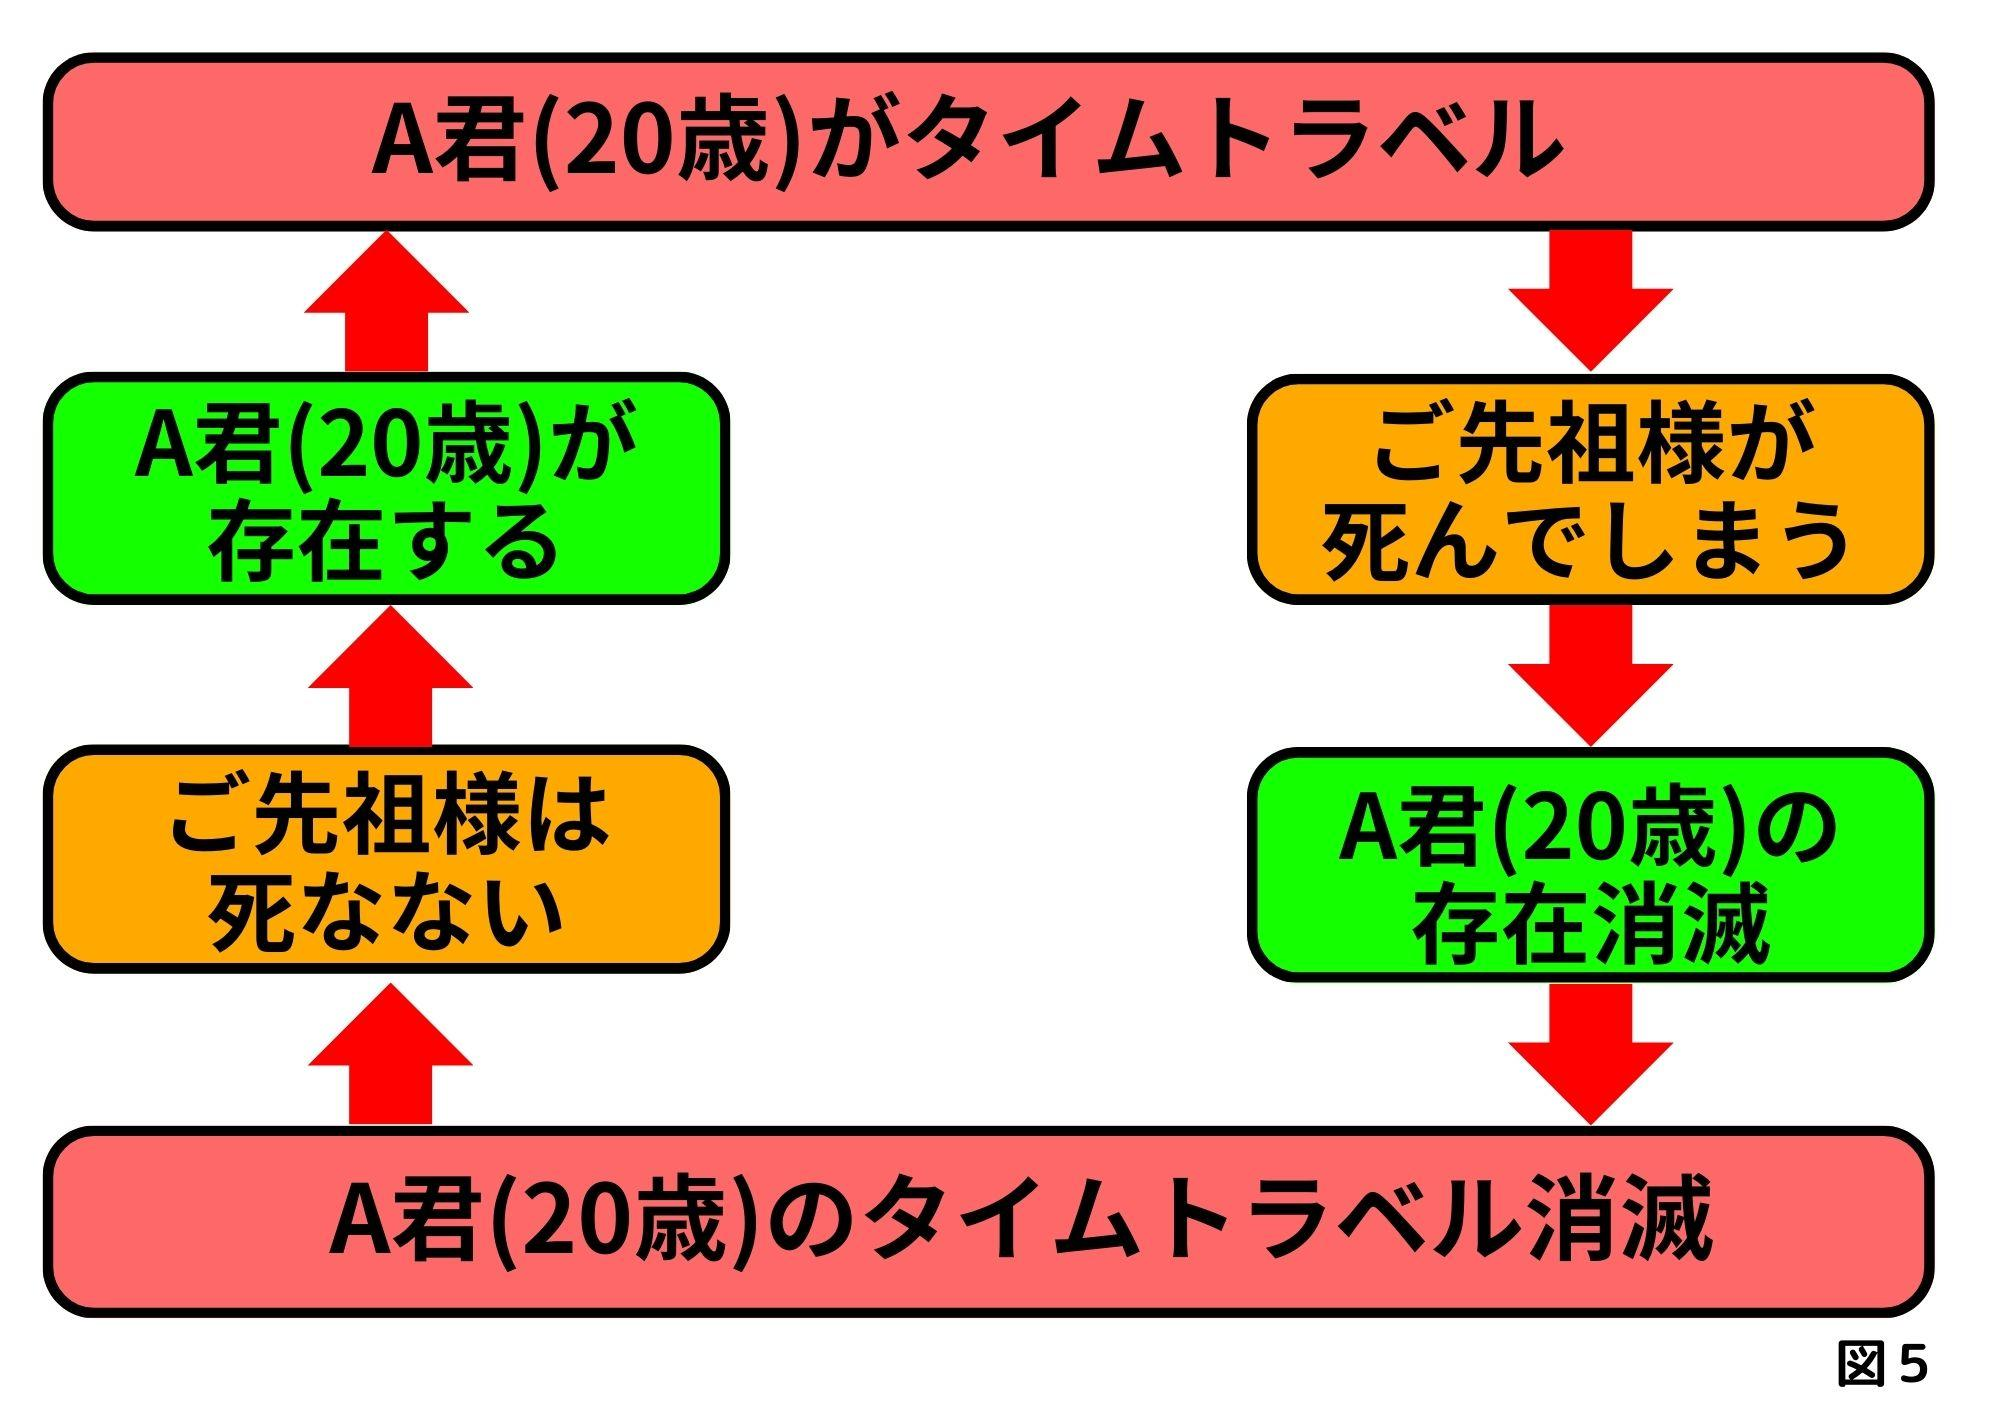 A君(20歳)がタイムトラベル
A君(20歳)が
存在する
ご先祖様が
死んでしまう
ご先祖様は
死なない
A君(20歳)の
存在消滅
A君(20歳)のタイムトラベル消滅
図５